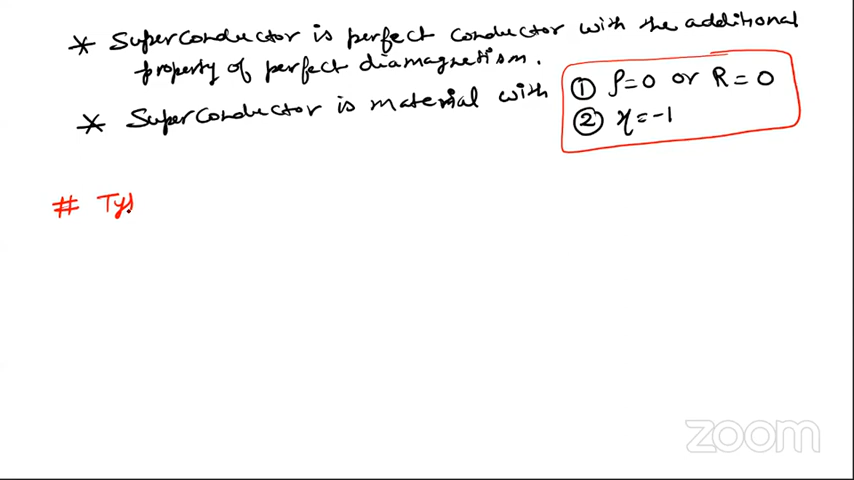 * Superconductor is perfect conductor with the additional
property of perfect diamagnetism.
* Superconductor is material with ① ρ=0 or R=0
② χ=-1
# Typ
zoom